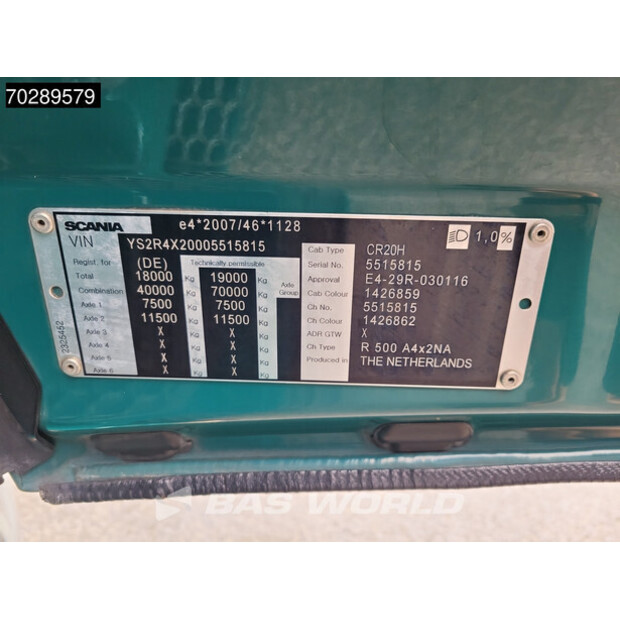 70289579
SCANIA
e4*2007/46*1128
VIN YS2R4X20005515815
1,0%
Regist. for (DE) Technically permissible
Total 18000 Kg 19000 Kg
Combination 40000 Kg 70000 Kg Axle Group
Axle 1 7500 Kg 7500 Kg
Axle 2 11500 Kg 11500 Kg
Axle 3 X Kg X Kg
Axle 4 X Kg X Kg
Axle 5 X Kg X Kg
Axle 6 X Kg X Kg
Cab Type CR20H
Serial No. 5515815
Approval E4-29R-030116
Cab Colour 1426859
Ch No. 5515815
Ch Colour 1426862
ADR GTW X
Ch Type R 500 A4x2NA
Produced in THE NETHERLANDS
2325452
BAS WORLD